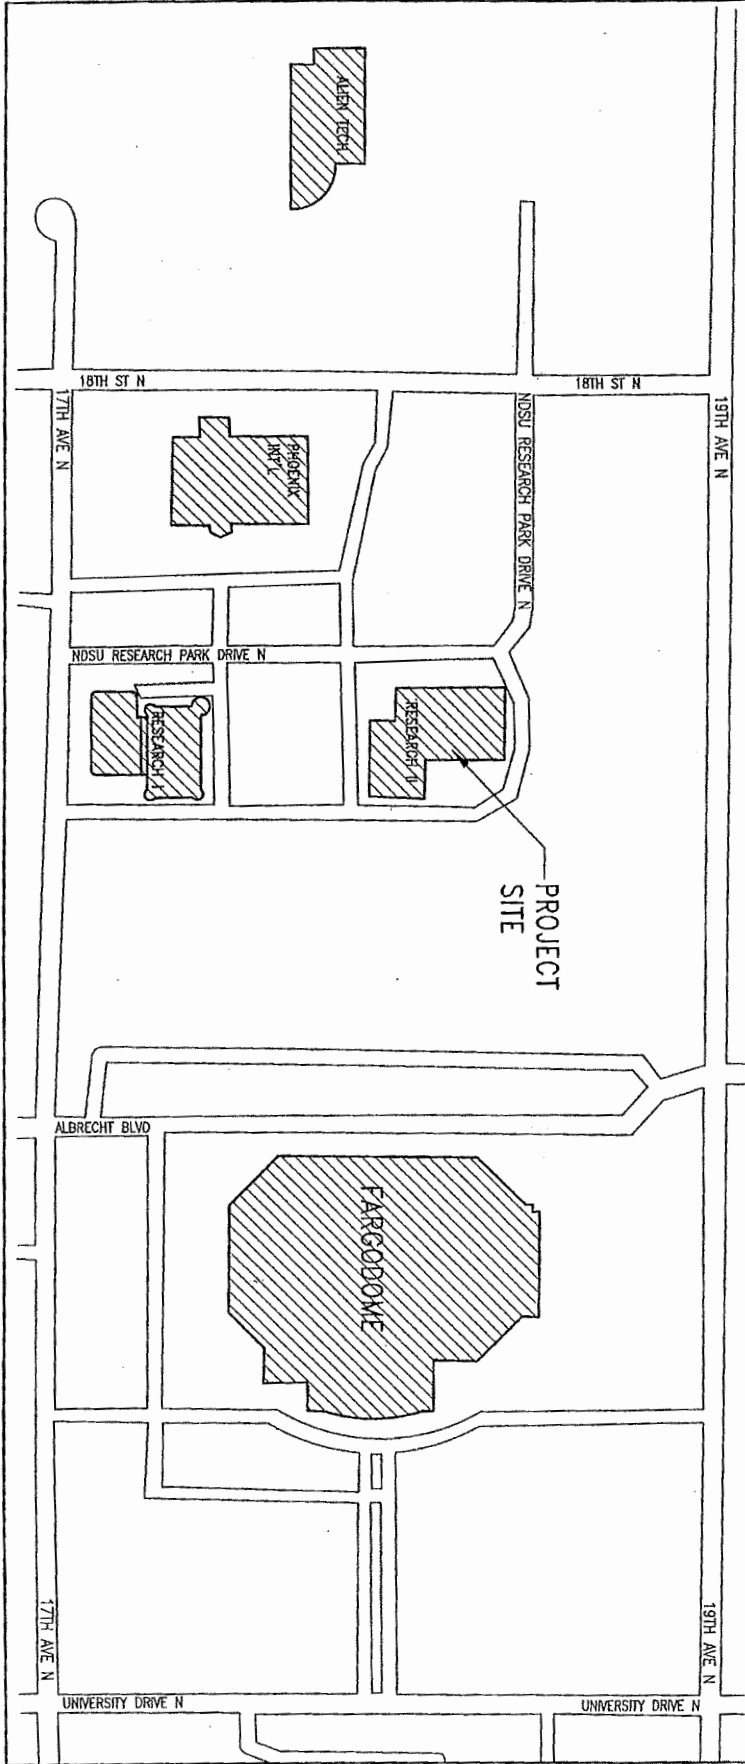 ALIEN TECH
18TH ST N
18TH ST N
17TH AVE N
NDSU RESEARCH PARK DRIVE N
19TH AVE N
PHOENIX
INT'L
NDSU RESEARCH PARK DRIVE N
RESEARCH I
RESEARCH II
PROJECT
SITE
ALBRECHT BLVD
FARGODOME
17TH AVE N
19TH AVE N
UNIVERSITY DRIVE N
UNIVERSITY DRIVE N